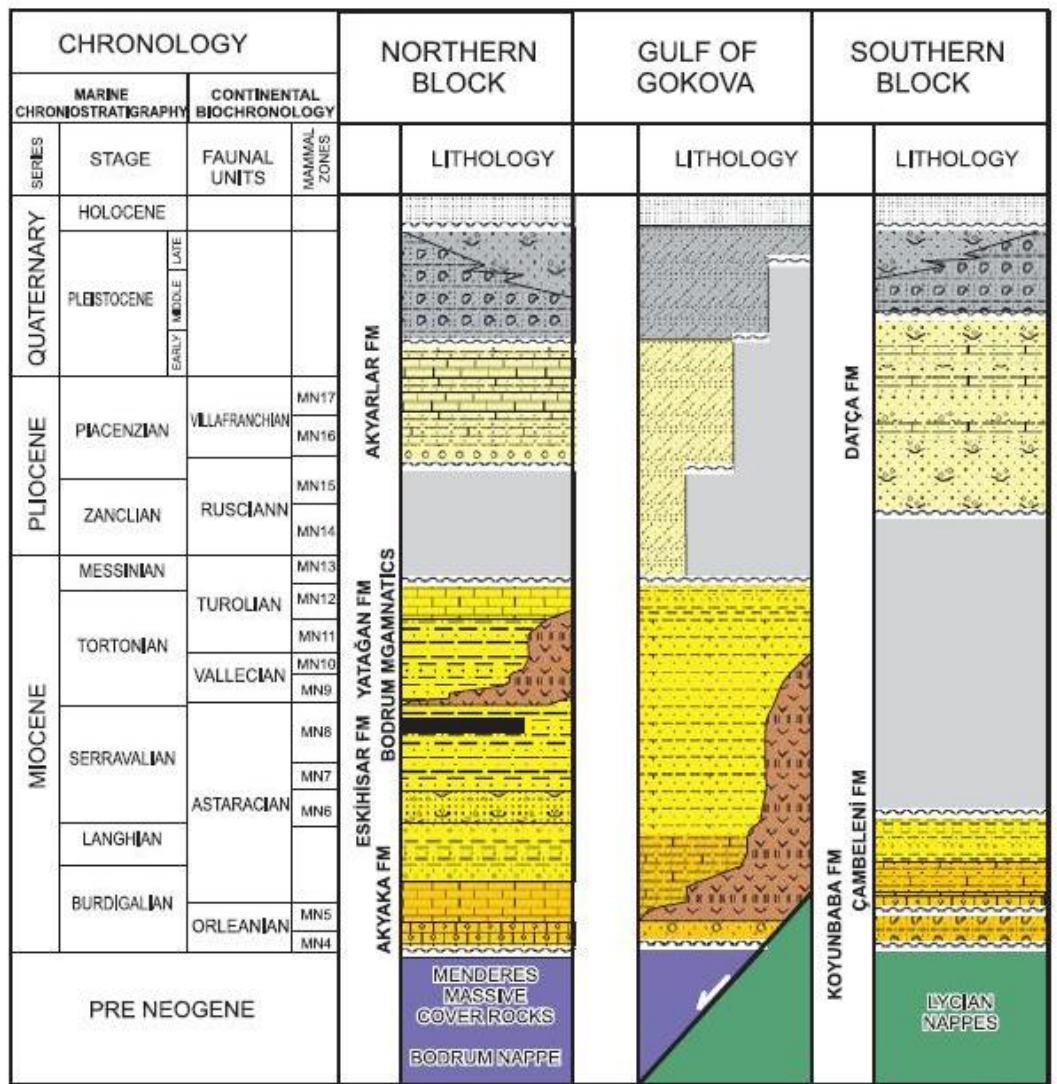 CHRONOLOGY
NORTHERN
BLOCK
GULF OF
GOKOVA
SOUTHERN
BLOCK
MARINE
CHRONIOSTRATIGRAPHY
CONTINENTAL
BIOCHRONOLOGY
SERIES
STAGE
FAUNAL
UNITS
MAMMAL
ZONES
LITHOLOGY
LITHOLOGY
LITHOLOGY
QUATERNARY
HOLOCENE
PLEISTOCENE
LATE
MIDDLE
EARLY
PLIOCENE
PIACENZIAN
ZANCLIAN
VILLAFRANCHIAN
RUSCIANN
MN17
MN16
MN15
MN14
MIOCENE
MESSINIAN
TORTONIAN
SERRAVALIAN
LANGHIAN
BURDİGALIAN
TUROLIAN
VALLECIAN
ASTARACIAN
ORLEANIAN
MN13
MN12
MN11
MN10
MN9
MN8
MN7
MN6
MN5
MN4
PRE NEOGENE
AKYARLAR FM
YATAĞAN FM
BODRUM MGAMNATICS
ESKİHİSAR FM
AKYAKA FM
MENDERES
MASSIVE
COVER ROCKS
BODRUM NAPPE
DATÇA FM
KOYUNBABA FM
ÇAMBELENİ FM
LYCIAN
NAPPES